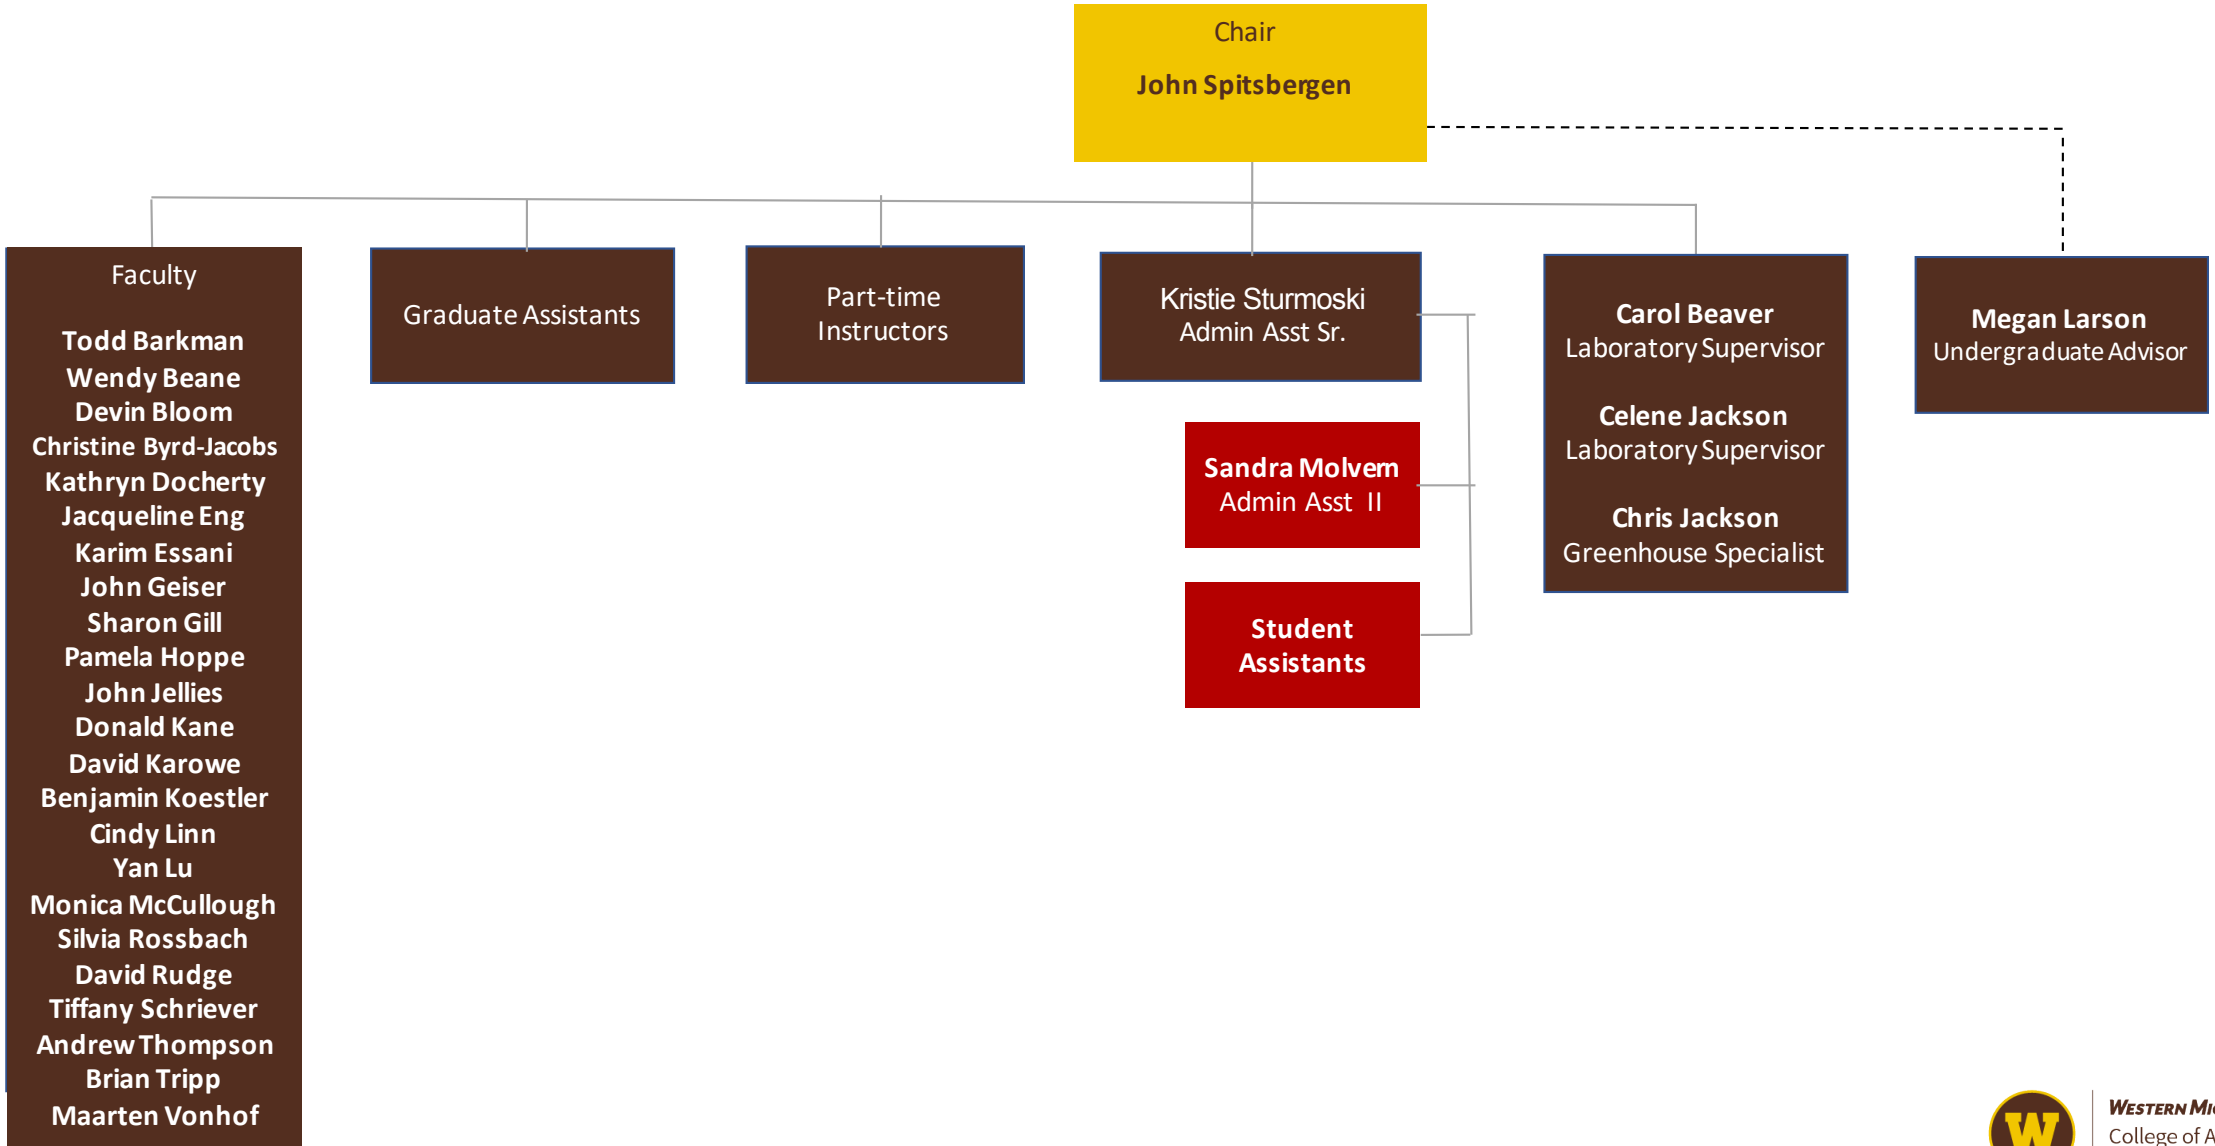 Chair
John Spitsbergen
Faculty
Todd Barkman
Wendy Beane
Devin Bloom
Christine Byrd-Jacobs
Kathryn Docherty
Jacqueline Eng
Karim Essani
John Geiser
Sharon Gill
Pamela Hoppe
John Jellies
Donald Kane
David Karowe
Benjamin Koestler
Cindy Linn
Yan Lu
Monica McCullough
Silvia Rossbach
David Rudge
Tiffany Schriever
Andrew Thompson
Brian Tripp
Maarten Vonhof
Graduate Assistants
Part-time
Instructors
Kristie Sturmoski
Admin Asst Sr.
Sandra Molvern
Admin Asst II
Student
Assistants
Carol Beaver
Laboratory Supervisor
Celene Jackson
Laboratory Supervisor
Chris Jackson
Greenhouse Specialist
Megan Larson
Undergraduate Advisor
W
WESTERN
College of